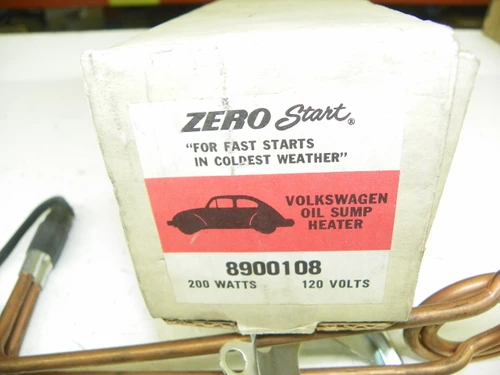 ZERO Start®
"FOR FAST STARTS
IN COLDEST WEATHER"
VOLKSWAGEN
OIL SUMP
HEATER
8900108
200 WATTS 120 VOLTS